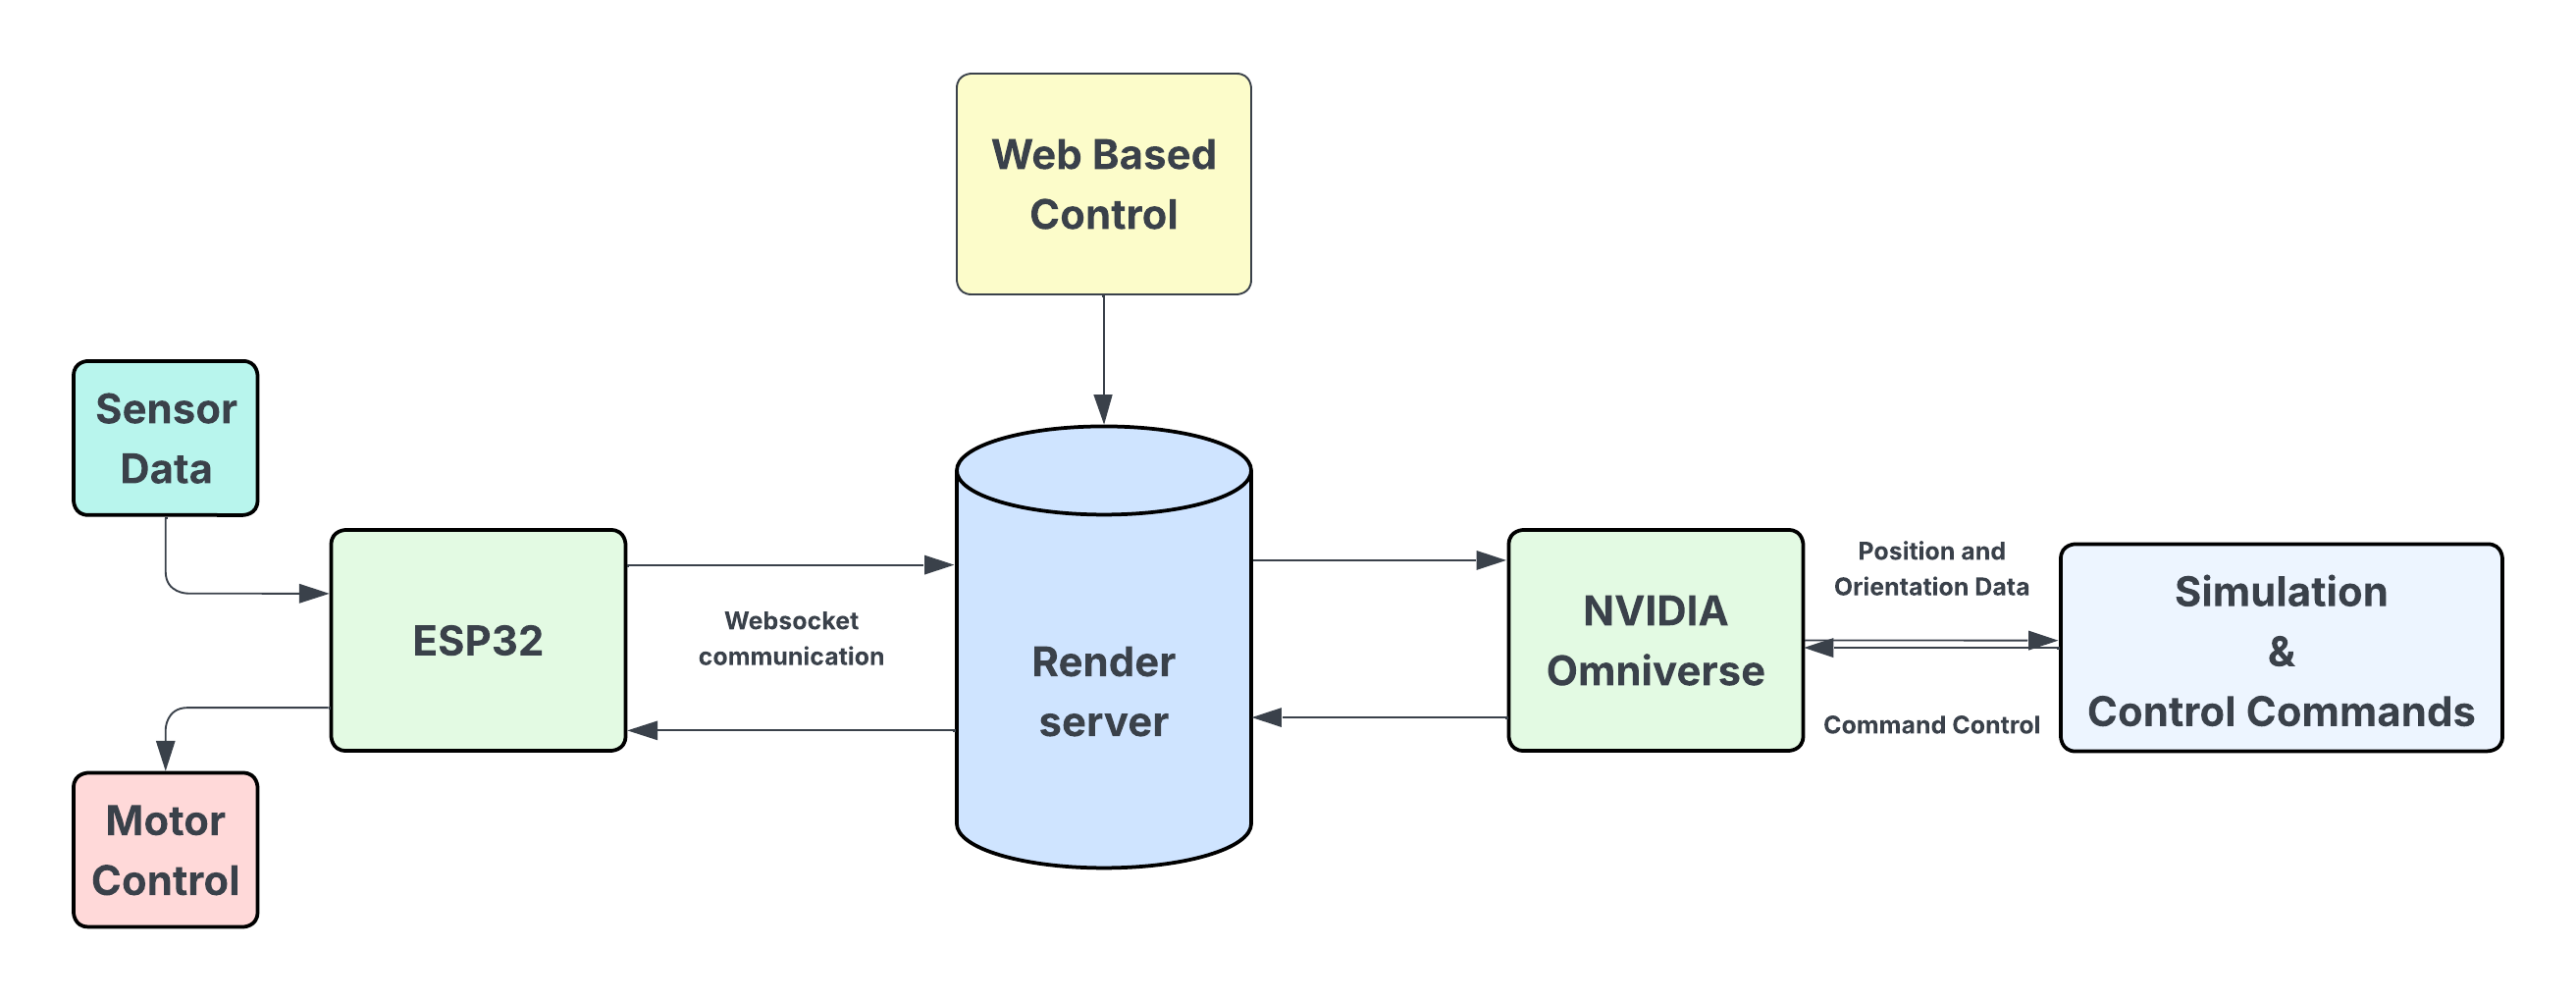 Web Based
Control
Sensor
Data
ESP32
Websocket
communication
Render
server
NVIDIA
Omniverse
Position and
Orientation Data
Command Control
Simulation
&
Control Commands
Motor
Control